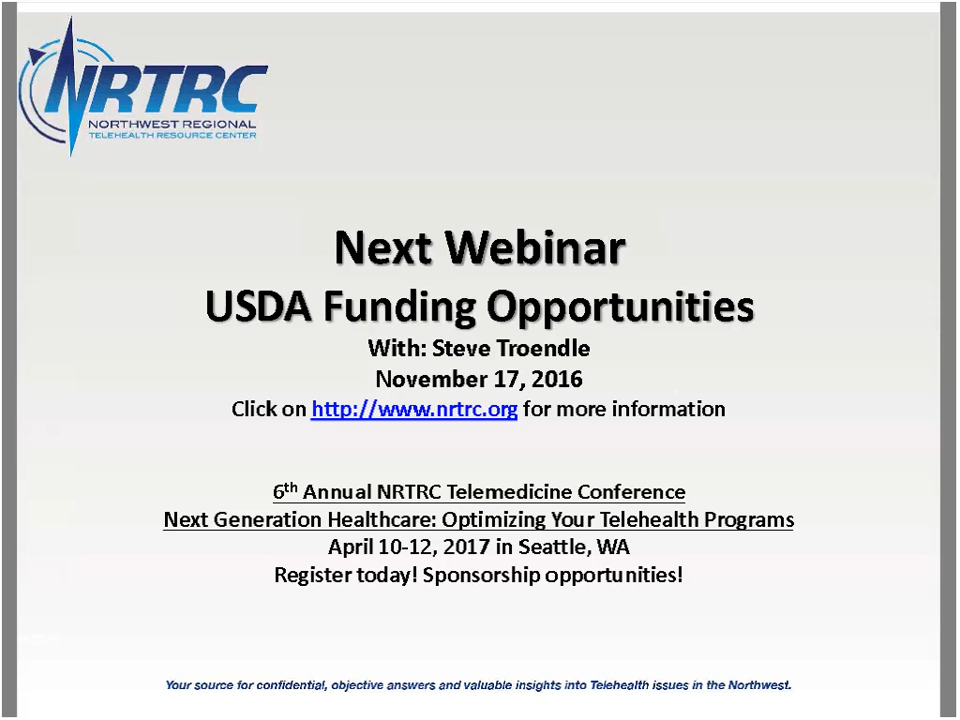 NRTRC
NORTHWEST REGIONAL
TELEHEALTH RESOURCE CENTER
Next Webinar
USDA Funding Opportunities
With: Steve Troendle
November 17, 2016
Click on http://www.nrtrc.org for more information
6th Annual NRTRC Telemedicine Conference
Next Generation Healthcare: Optimizing Your Telehealth Programs
April 10-12, 2017 in Seattle, WA
Register today! Sponsorship opportunities!
Your source for confidential, objective answers and valuable insights into Telehealth issues in the Northwest.